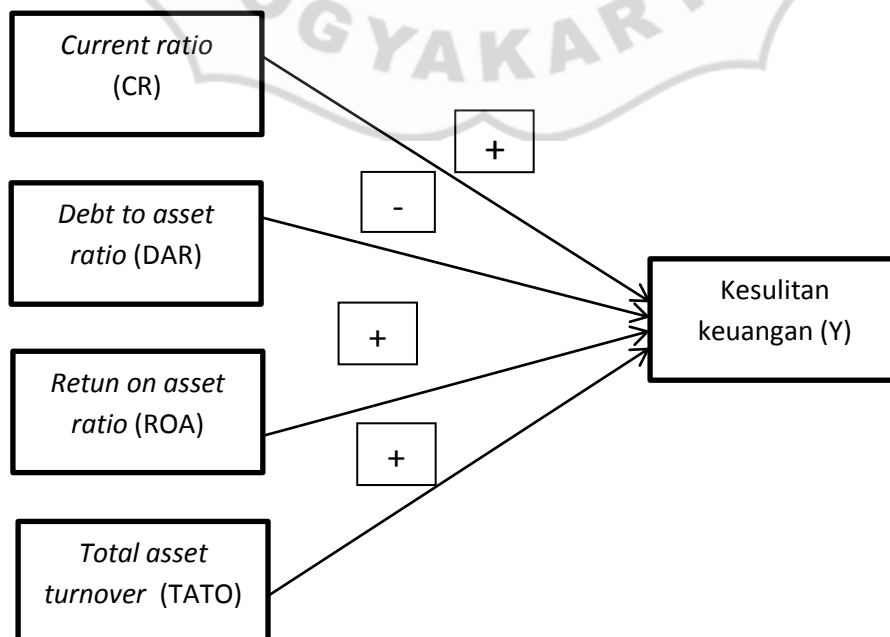 OGYAKART
Current ratio
(CR)
+
-
Debt to asset
ratio (DAR)
Kesulitan
keuangan (Y)
+
Retun on asset
ratio (ROA)
+
Total asset
turnover (TATO)